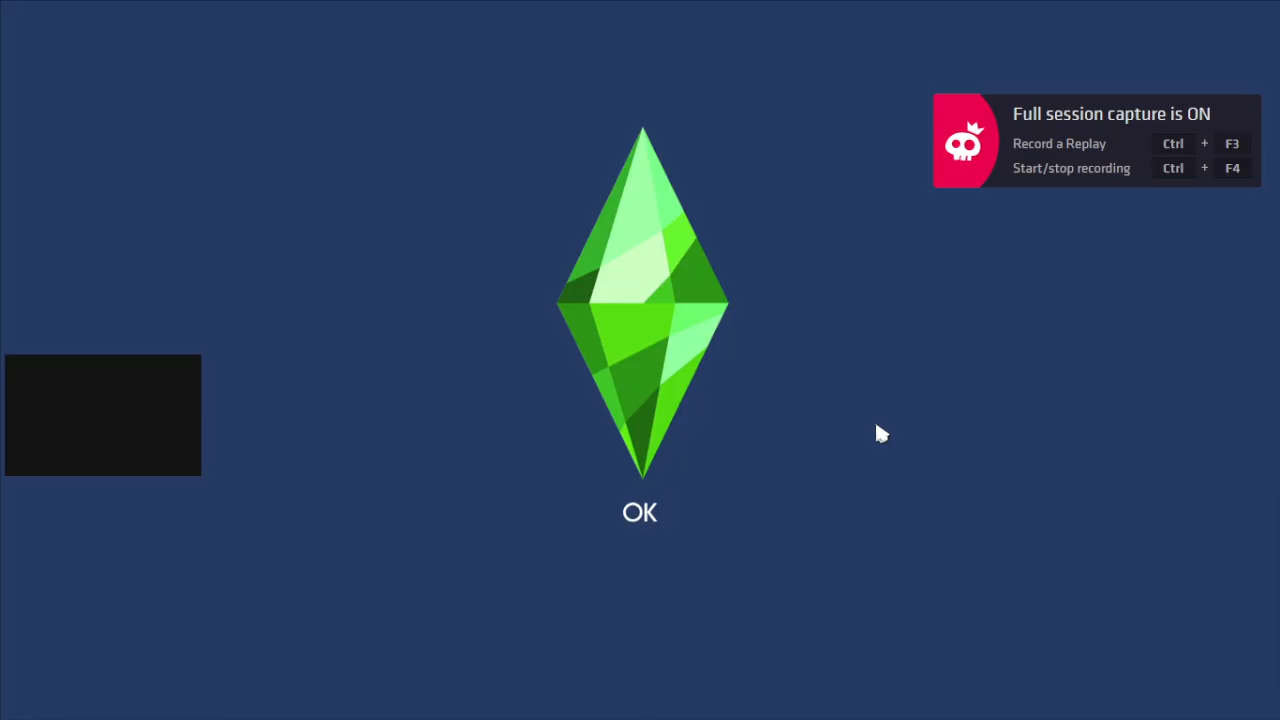 Full session capture is ON
Record a Replay Ctrl + F3
Start/stop recording Ctrl + F4
OK